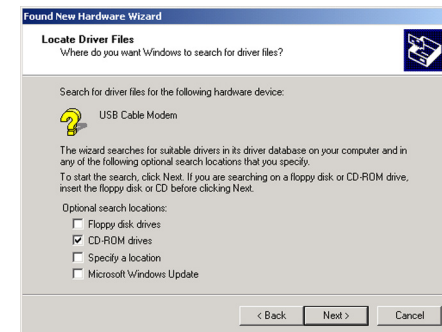 Found New Hardware Wizard
Locate Driver Files
Where do you want Windows to search for driver files?
Search for driver files for the following hardware device:
USB Cable Modem
The wizard searches for suitable drivers in its driver database on your computer and in
any of the following optional search locations that you specify.
To start the search, click Next. If you are searching on a floppy disk or CD-ROM drive,
insert the floppy disk or CD before clicking Next.
Optional search locations:
Floppy disk drives
CD-ROM drives
Specify a location
Microsoft Windows Update
< Back Next > Cancel